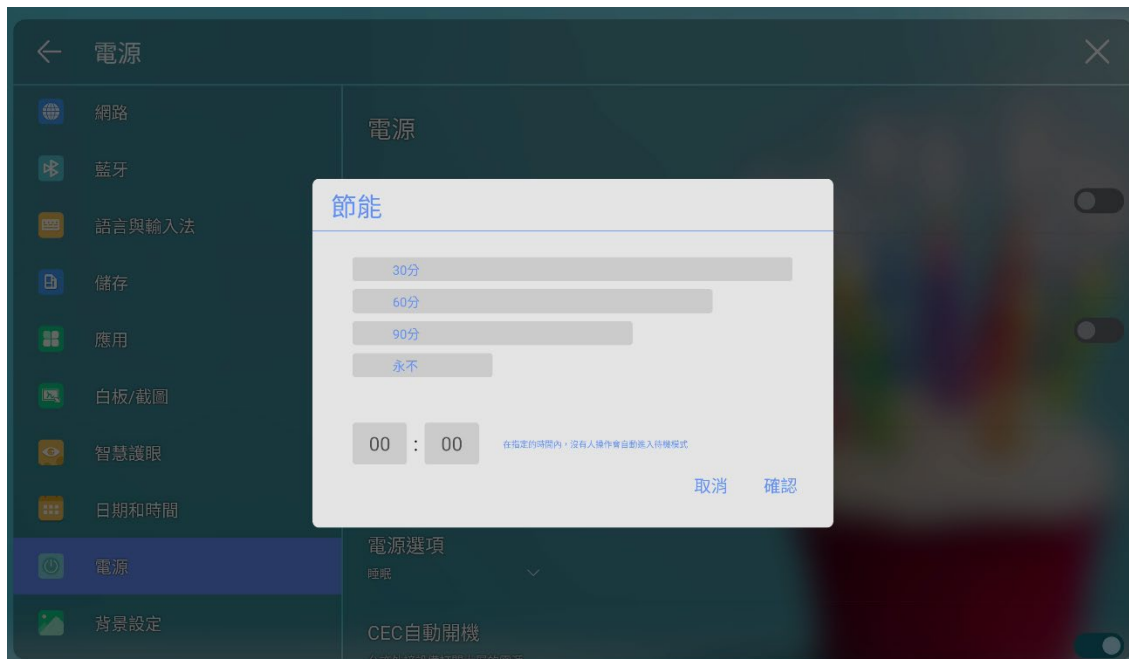 電源
網路
藍牙
語言與輸入法
儲存
應用
白板/截圖
智慧護眼
日期和時間
電源
背景設定
電源
節能
30分
60分
90分
永不
00 : 00
在指定的時間內，沒有人操作會自動進入待機模式
取消 確認
電源選項
睡眠
CEC自動開機